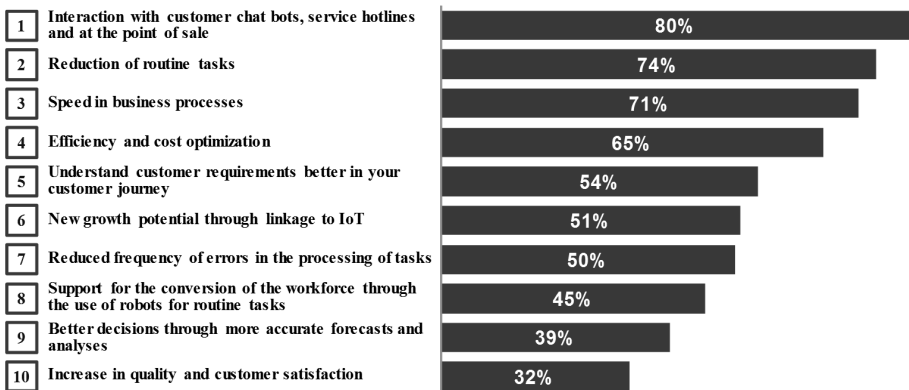 1 Interaction with customer chat bots, service hotlines
and at the point of sale 80%
2 Reduction of routine tasks 74%
3 Speed in business processes 71%
4 Efficiency and cost optimization 65%
5 Understand customer requirements better in your
customer journey 54%
6 New growth potential through linkage to IoT 51%
7 Reduced frequency of errors in the processing of tasks 50%
8 Support for the conversion of the workforce through
the use of robots for routine tasks 45%
9 Better decisions through more accurate forecasts and
analyses 39%
10 Increase in quality and customer satisfaction 32%